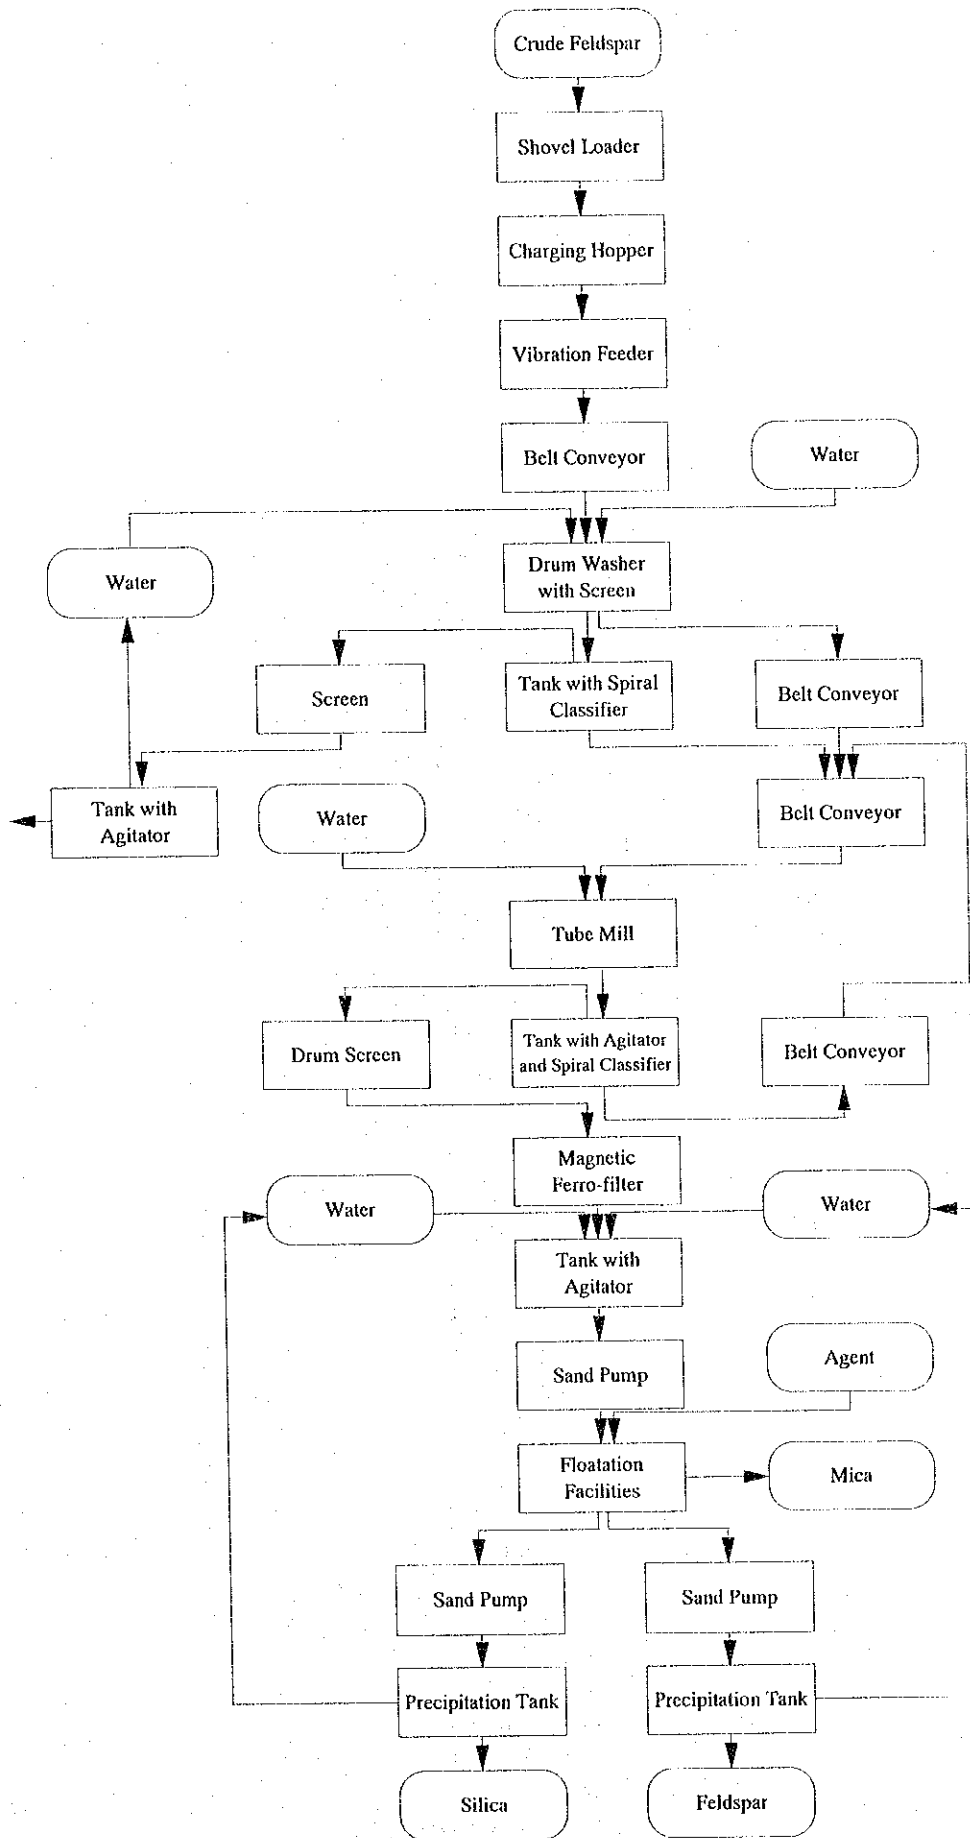 Crude Feldspar
Shovel Loader
Charging Hopper
Vibration Feeder
Belt Conveyor
Water
Water
Drum Washer
with Screen
Screen
Tank with Spiral
Classifier
Belt Conveyor
Tank with
Agitator
Water
Belt Conveyor
Tube Mill
Drum Screen
Tank with Agitator
and Spiral Classifier
Belt Conveyor
Magnetic
Ferro-filter
Water
Water
Tank with
Agitator
Sand Pump
Agent
Floatation
Facilities
Mica
Sand Pump
Sand Pump
Precipitation Tank
Precipitation Tank
Silica
Feldspar